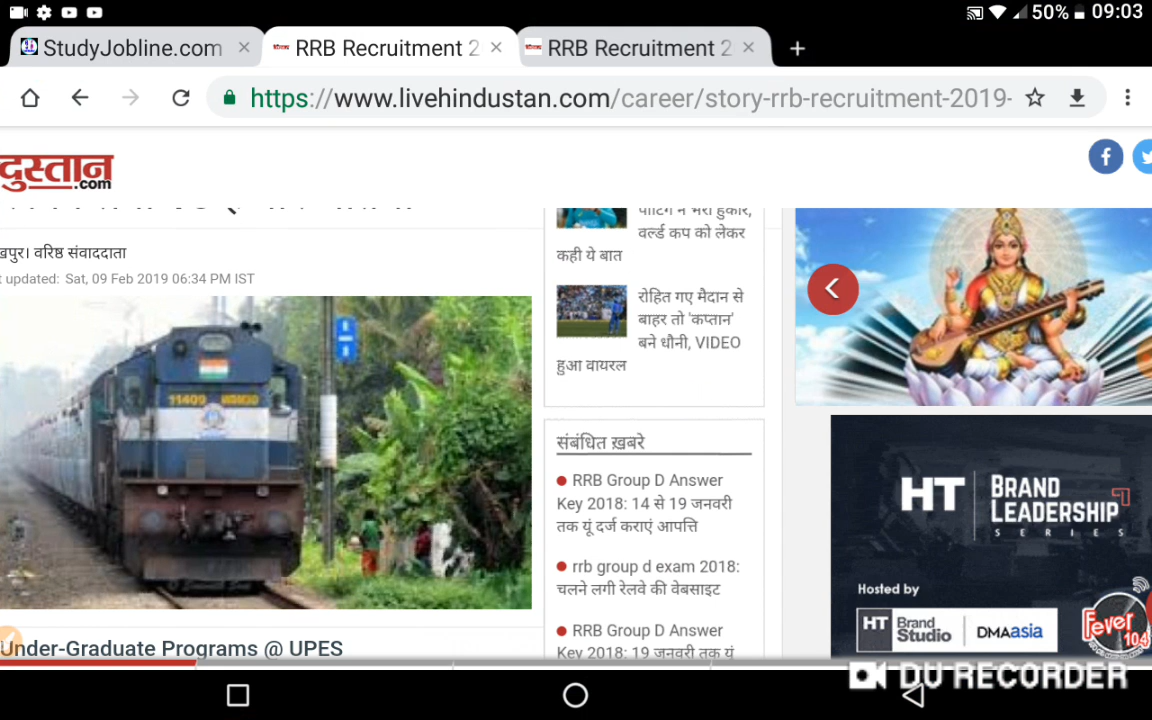 50% 09:03
StudyJobline.com
RRB Recruitment 2
RRB Recruitment 2
https://www.livehindustan.com/career/story-rrb-recruitment-2019-
दुस्तान
.com
खपुर। वरिष्ठ संवाददाता
t updated: Sat, 09 Feb 2019 06:34 PM IST
11409
Under-Graduate Programs @ UPES
पोंटिंग ने भरी हुंकार,
वर्ल्ड कप को लेकर
कही ये बात
रोहित गए मैदान से
बाहर तो 'कप्तान'
बने धौनी, VIDEO
हुआ वायरल
संबंधित ख़बरे
RRB Group D Answer
Key 2018: 14 से 19 जनवरी
तक यूं दर्ज कराएं आपत्ति
rrb group d exam 2018:
चलने लगी रेलवे की वेबसाइट
RRB Group D Answer
Key 2018: 19 जनवरी तक यूं
HT BRAND
LEADERSHIP
SERIES
Hosted by
HT Brand
Studio
DMAasia
Fever
104
DU RECORDER